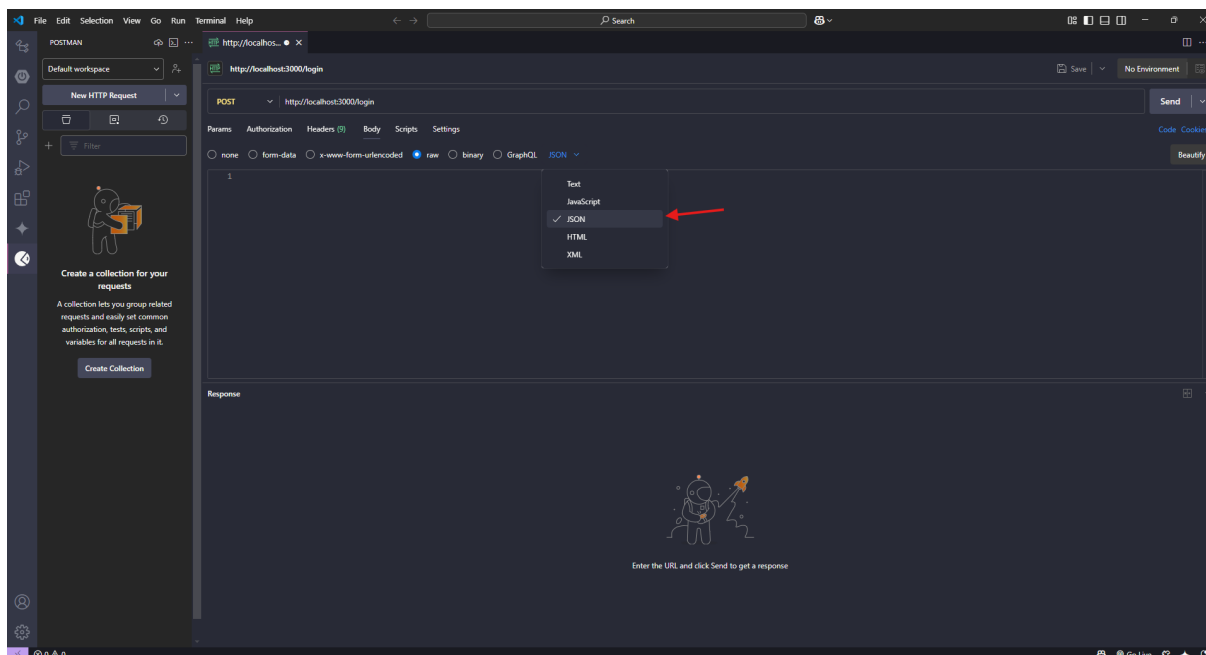 File Edit Selection View Go Run Terminal Help
Search
POSTMAN
http://localhos...
Default workspace
http://localhost:3000/login
Save
No Environment
New HTTP Request
POST
http://localhost:3000/login
Send
Params Authorization Headers (9) Body Scripts Settings
Code Cookies
Filter
none form-data x-www-form-urlencoded raw binary GraphQL JSON
Beautify
1
Text
JavaScript
JSON
HTML
XML
Create a collection for your
requests
A collection lets you group related
requests and easily set common
authorization, tests, scripts, and
variables for all requests in it.
Create Collection
Response
Enter the URL and click Send to get a response
0 0
Go Live